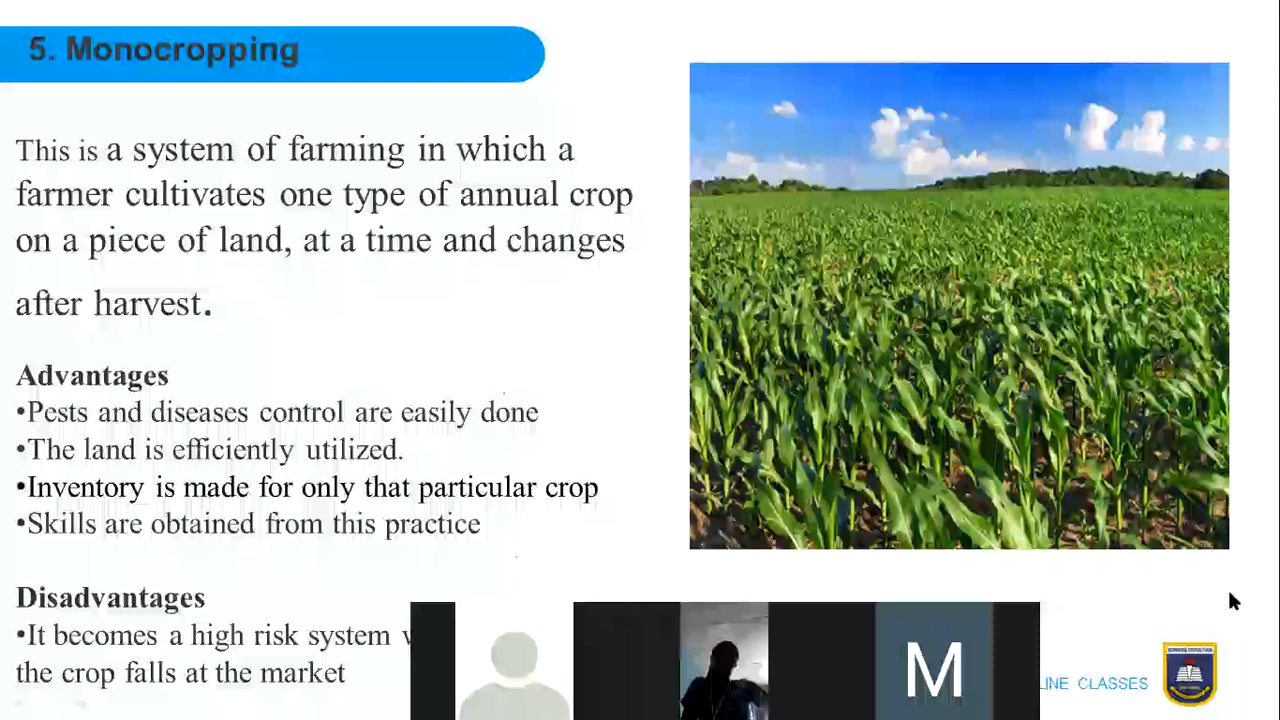 5. Monocropping
This is a system of farming in which a
farmer cultivates one type of annual crop
on a piece of land, at a time and changes
after harvest.
Advantages
•Pests and diseases control are easily done
•The land is efficiently utilized.
•Inventory is made for only that particular crop
•Skills are obtained from this practice
Disadvantages
•It becomes a high risk system
the crop falls at the market
M
LINE CLASSES